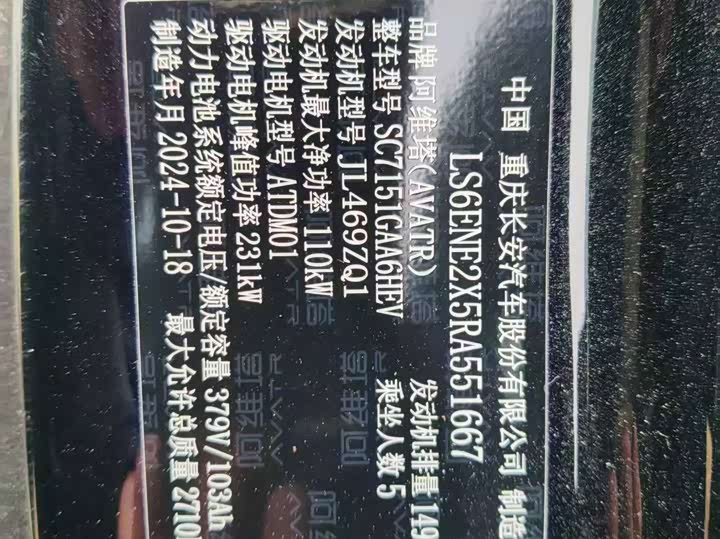 中国 重庆长安汽车股份有限公司 制造
LS6ENE2X5RA551667
品牌 阿维塔(AVATR) 发动机排量 149
整车型号 SC7151GAA6HEV 乘坐人数 5
发动机型号 JL469ZQ1
发动机最大净功率 110kW
驱动电机型号 ATDM01
驱动电机峰值功率 231kW
动力电池系统额定电压/额定容量 379V/103Ah
制造年月 2024-10-18 最大允许总质量 2710